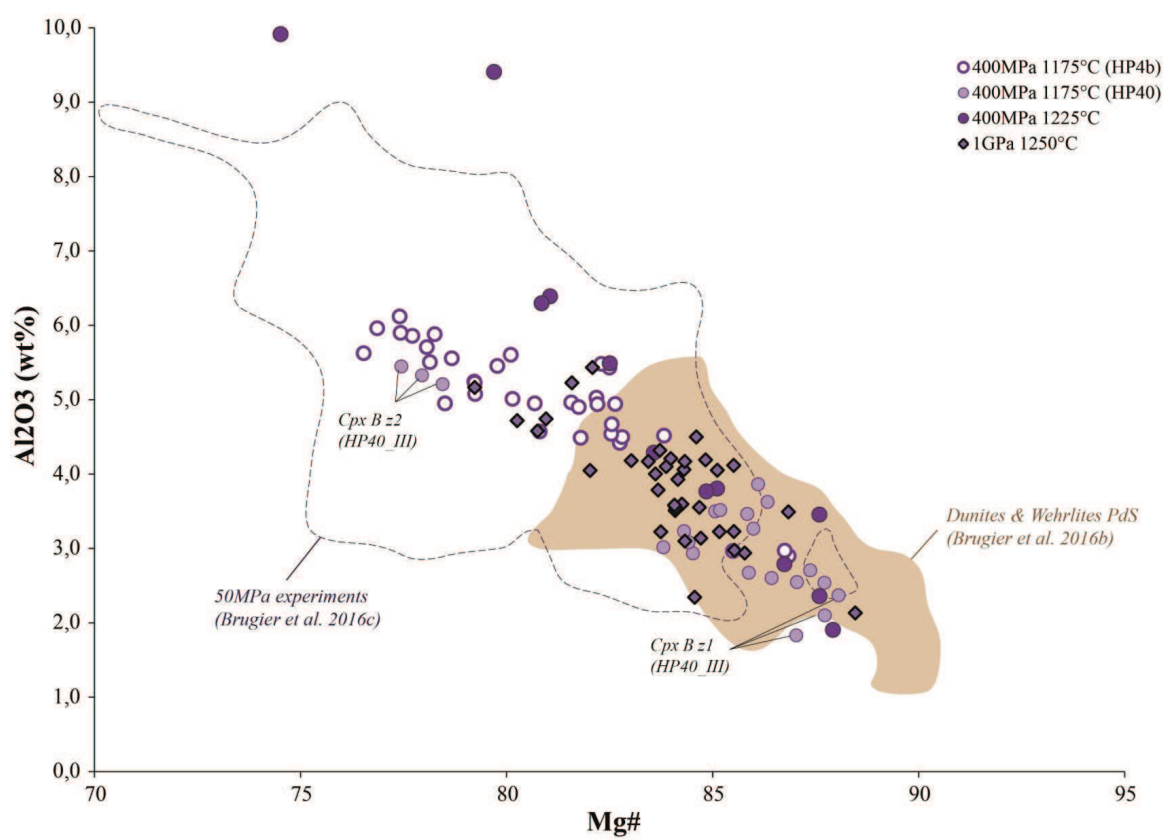 10,0
9,0
8,0
7,0
6,0
5,0
4,0
3,0
2,0
1,0
0,0
Al2O3 (wt%)
70
75
80
85
90
95
Mg#
400MPa 1175°C (HP4b)
400MPa 1175°C (HP40)
400MPa 1225°C
1GPa 1250°C
Cpx B z2
(HP40_III)
Dunites & Wehrlites PdS
(Brugier et al. 2016b)
50MPa experiments
(Brugier et al. 2016c)
Cpx B z1
(HP40_III)